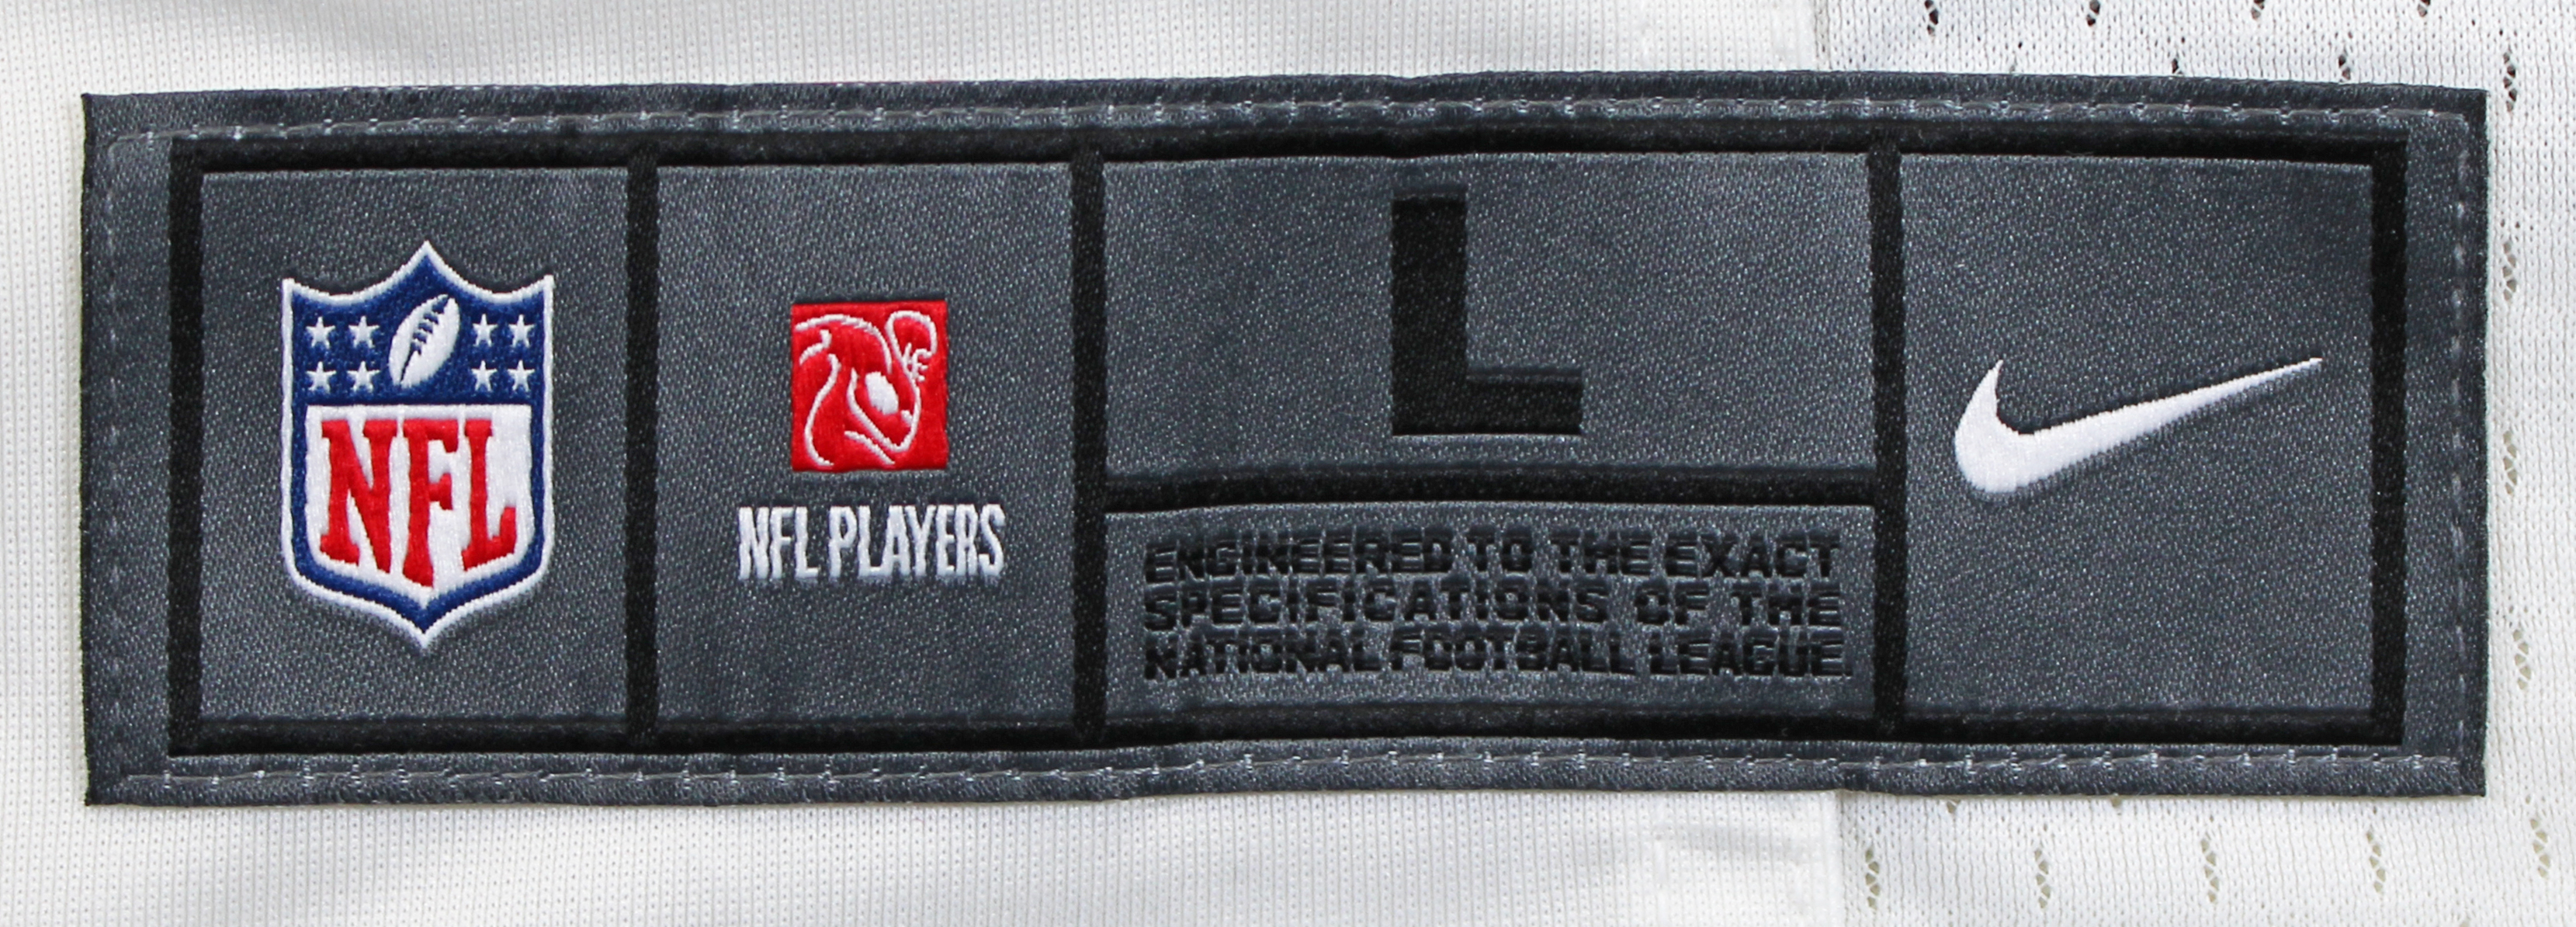 NFL
NFL PLAYERS
L
ENGINEERED TO THE EXACT
SPECIFICATIONS OF THE
NATIONAL FOOTBALL LEAGUE.